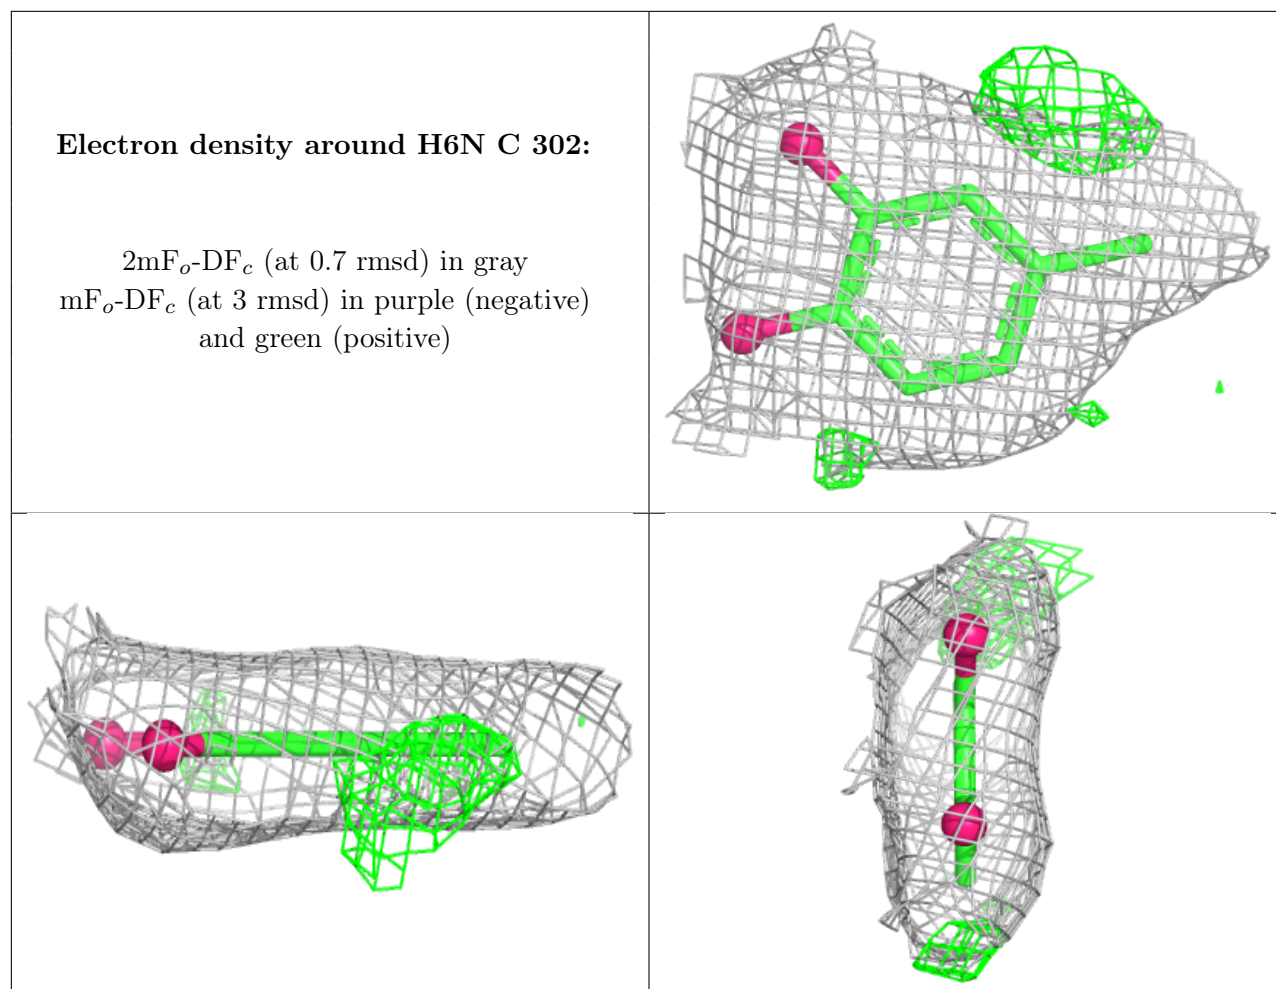 Electron density around H6N C 302:
2mFo-DFc (at 0.7 rmsd) in gray
mFo-DFc (at 3 rmsd) in purple (negative)
and green (positive)